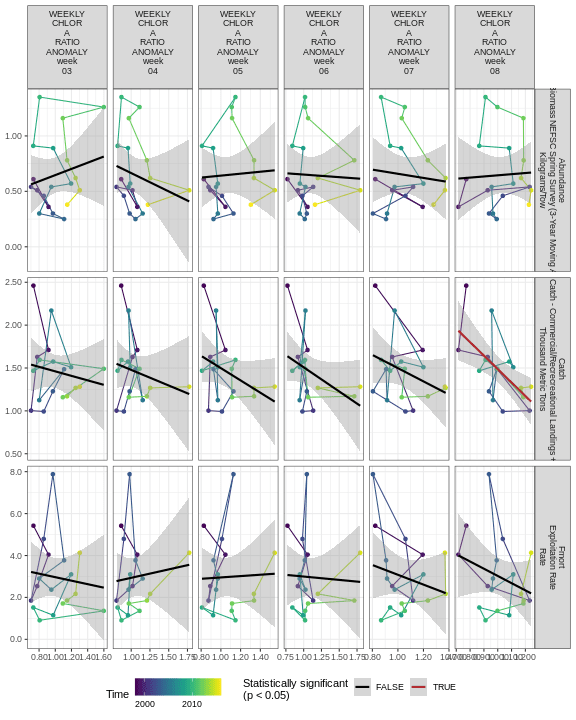 WEEKLY
CHLOR
A
RATIO
ANOMALY
week
03
WEEKLY
CHLOR
A
RATIO
ANOMALY
week
04
WEEKLY
CHLOR
A
RATIO
ANOMALY
week
05
WEEKLY
CHLOR
A
RATIO
ANOMALY
week
06
WEEKLY
CHLOR
A
RATIO
ANOMALY
week
07
WEEKLY
CHLOR
A
RATIO
ANOMALY
week
08
1.00
0.50
0.00
Abundance
NEFSC Spring Survey (3-Year Moving
Kilograms/Tow
2.50
2.00
1.50
1.00
0.50
Catch
Catch - Commercial/Recreational Landings +
Thousand Metric Tons
8.0
6.0
4.0
2.0
0.0
Fmort
Exploitation Rate
Rate
0.80 1.00 1.20 1.40 1.60
1.00 1.25 1.50 1.75
0.80 1.00 1.20 1.40
0.75 1.00 1.25 1.50 1.75
0.80 1.00 1.20
Time
2000 2010
Statistically significant
(p < 0.05)
FALSE
TRUE